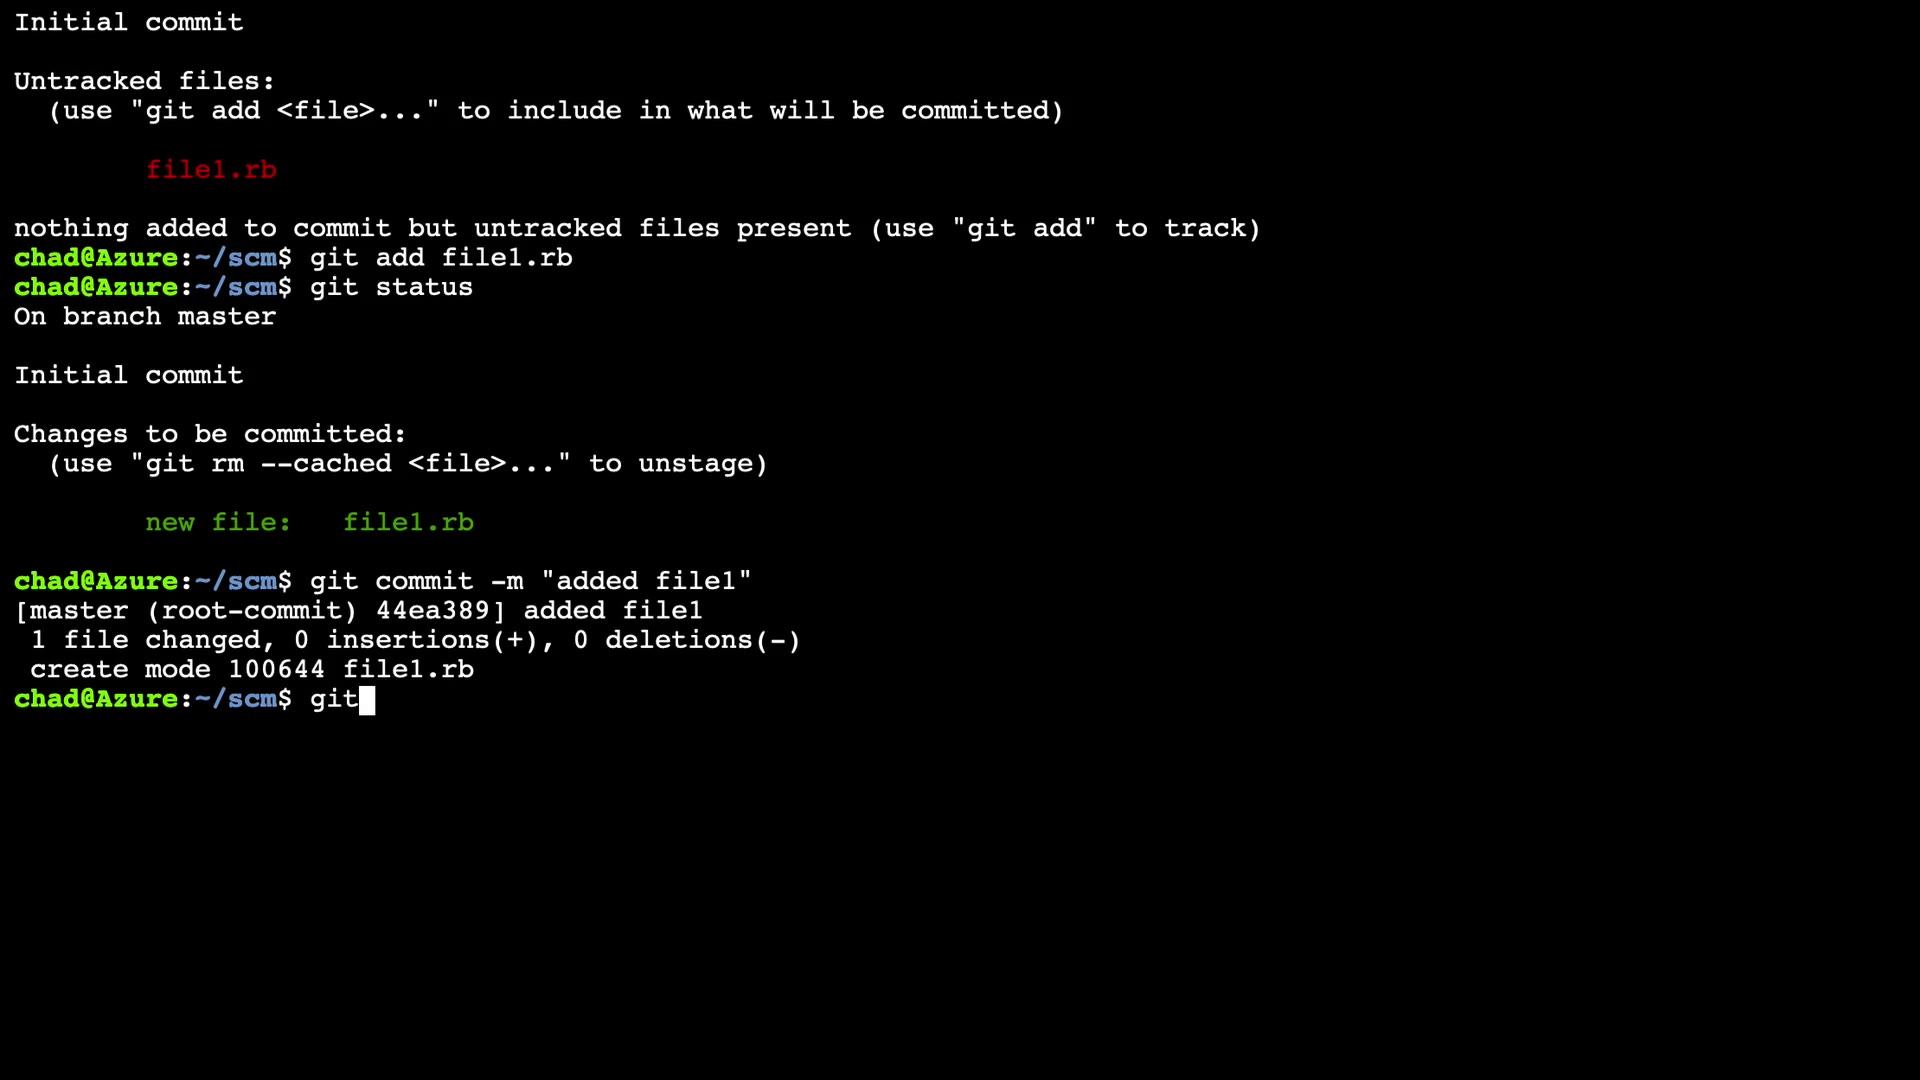 Initial commit
Untracked files:
(use "git add <file>..." to include in what will be committed)
file1.rb
nothing added to commit but untracked files present (use "git add" to track)
chad@Azure:~/scm$ git add file1.rb
chad@Azure:~/scm$ git status
On branch master
Initial commit
Changes to be committed:
(use "git rm --cached <file>..." to unstage)
new file:   file1.rb
chad@Azure:~/scm$ git commit -m "added file1"
[master (root-commit) 44ea389] added file1
1 file changed, 0 insertions(+), 0 deletions(-)
create mode 100644 file1.rb
chad@Azure:~/scm$ git